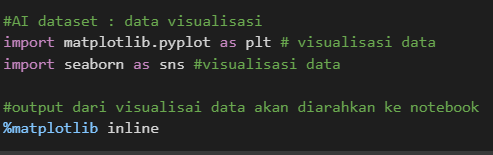 #AI dataset : data visualisasi
import matplotlib.pyplot as plt # visualisasi data
import seaborn as sns #visualisasi data
#output dari visualisai data akan diarahkan ke notebook
%matplotlib inline